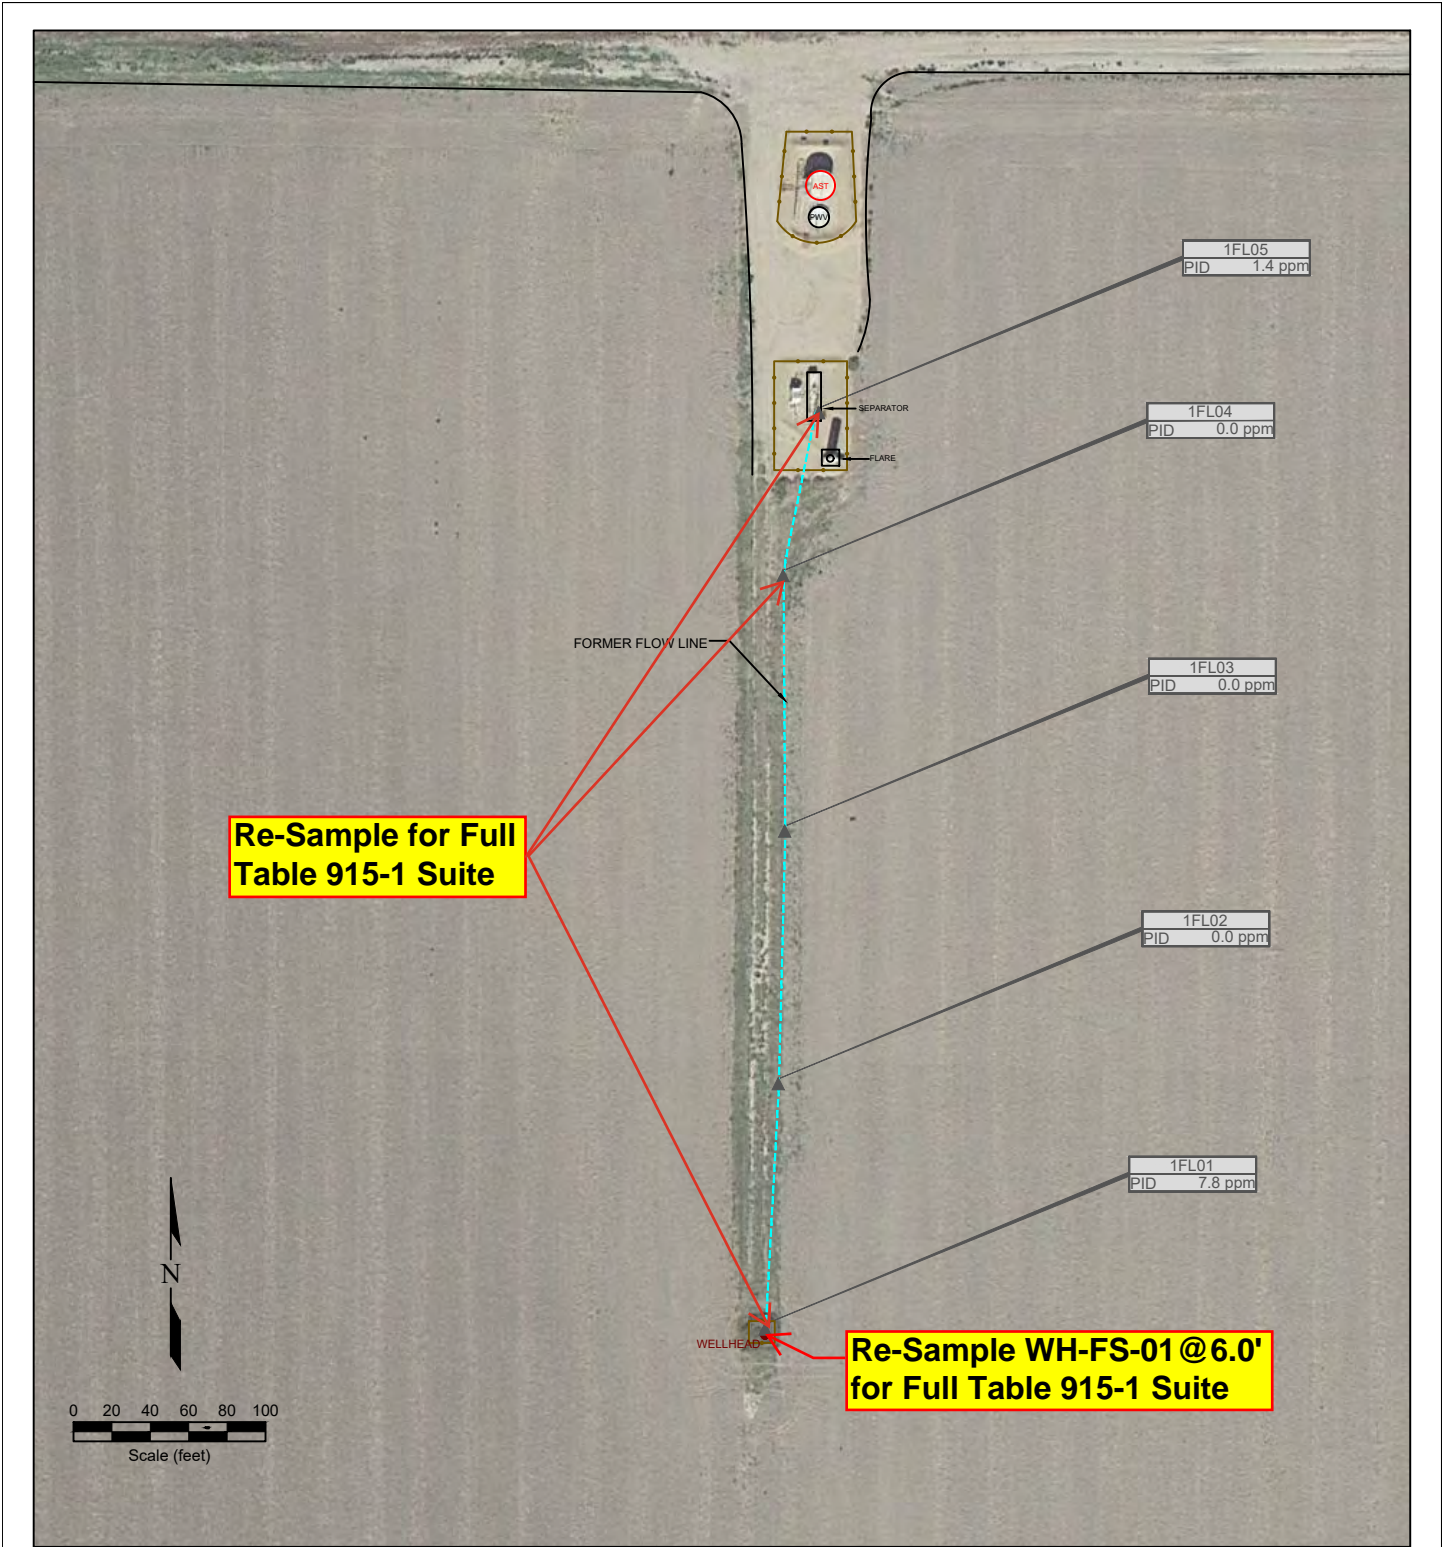 AST
PWV
1FL05
PID 1.4 ppm
SEPARATOR
1FL04
PID 0.0 ppm
FLARE
FORMER FLOW LINE
1FL03
PID 0.0 ppm
Re-Sample for Full
Table 915-1 Suite
1FL02
PID 0.0 ppm
1FL01
PID 7.8 ppm
N
WELLHEAD
Re-Sample WH-FS-01@6.0'
for Full Table 915-1 Suite
0 20 40 60 80 100
Scale (feet)